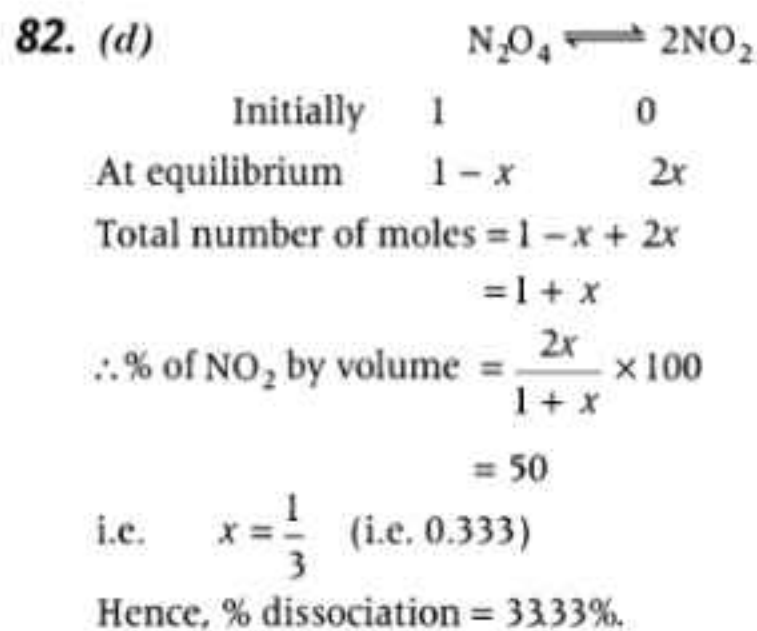 82. (d) N₂O₄ ⇌ 2NO₂
Initially 1 0
At equilibrium 1 – x 2x
Total number of moles = 1 – x + 2x
= 1 + x
∴ % of NO₂ by volume = 2x/(1 + x) × 100
= 50
i.e. x = 1/3 (i.e. 0.333)
Hence, % dissociation = 3333%.